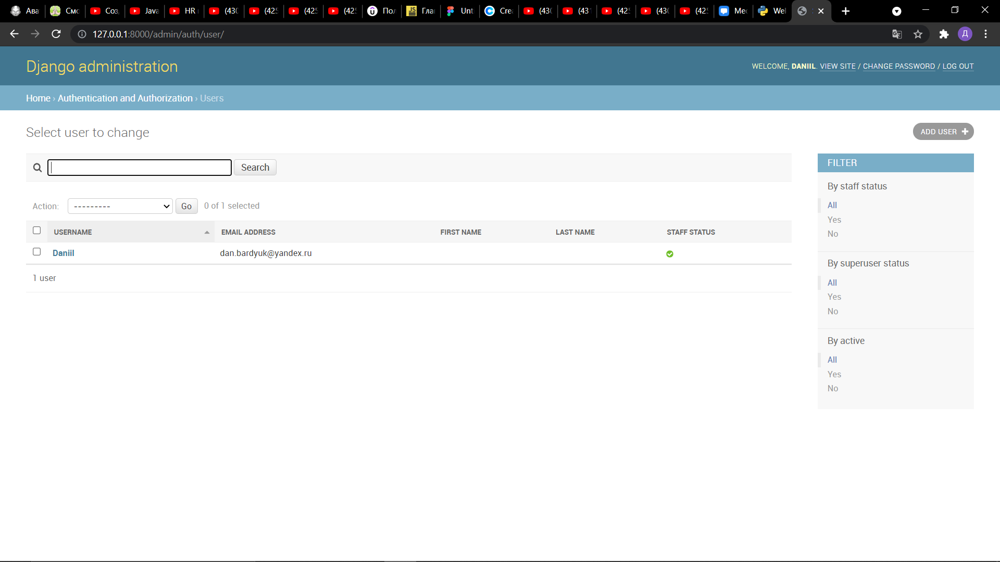 Ава Смо Соз Java HR (430 (425 (425 (425 Пол Гла Unt Crea (430 (431 (425 (430 (425 Мес Wel
127.0.0.1:8000/admin/auth/user/ Д
Django administration
WELCOME, DANIIL. VIEW SITE / CHANGE PASSWORD / LOG OUT
Home › Authentication and Authorization › Users
Select user to change
ADD USER
Search
Action: --------- Go 0 of 1 selected
USERNAME EMAIL ADDRESS FIRST NAME LAST NAME STAFF STATUS
Daniil dan.bardyuk@yandex.ru
1 user
FILTER
By staff status
All
Yes
No
By superuser status
All
Yes
No
By active
All
Yes
No